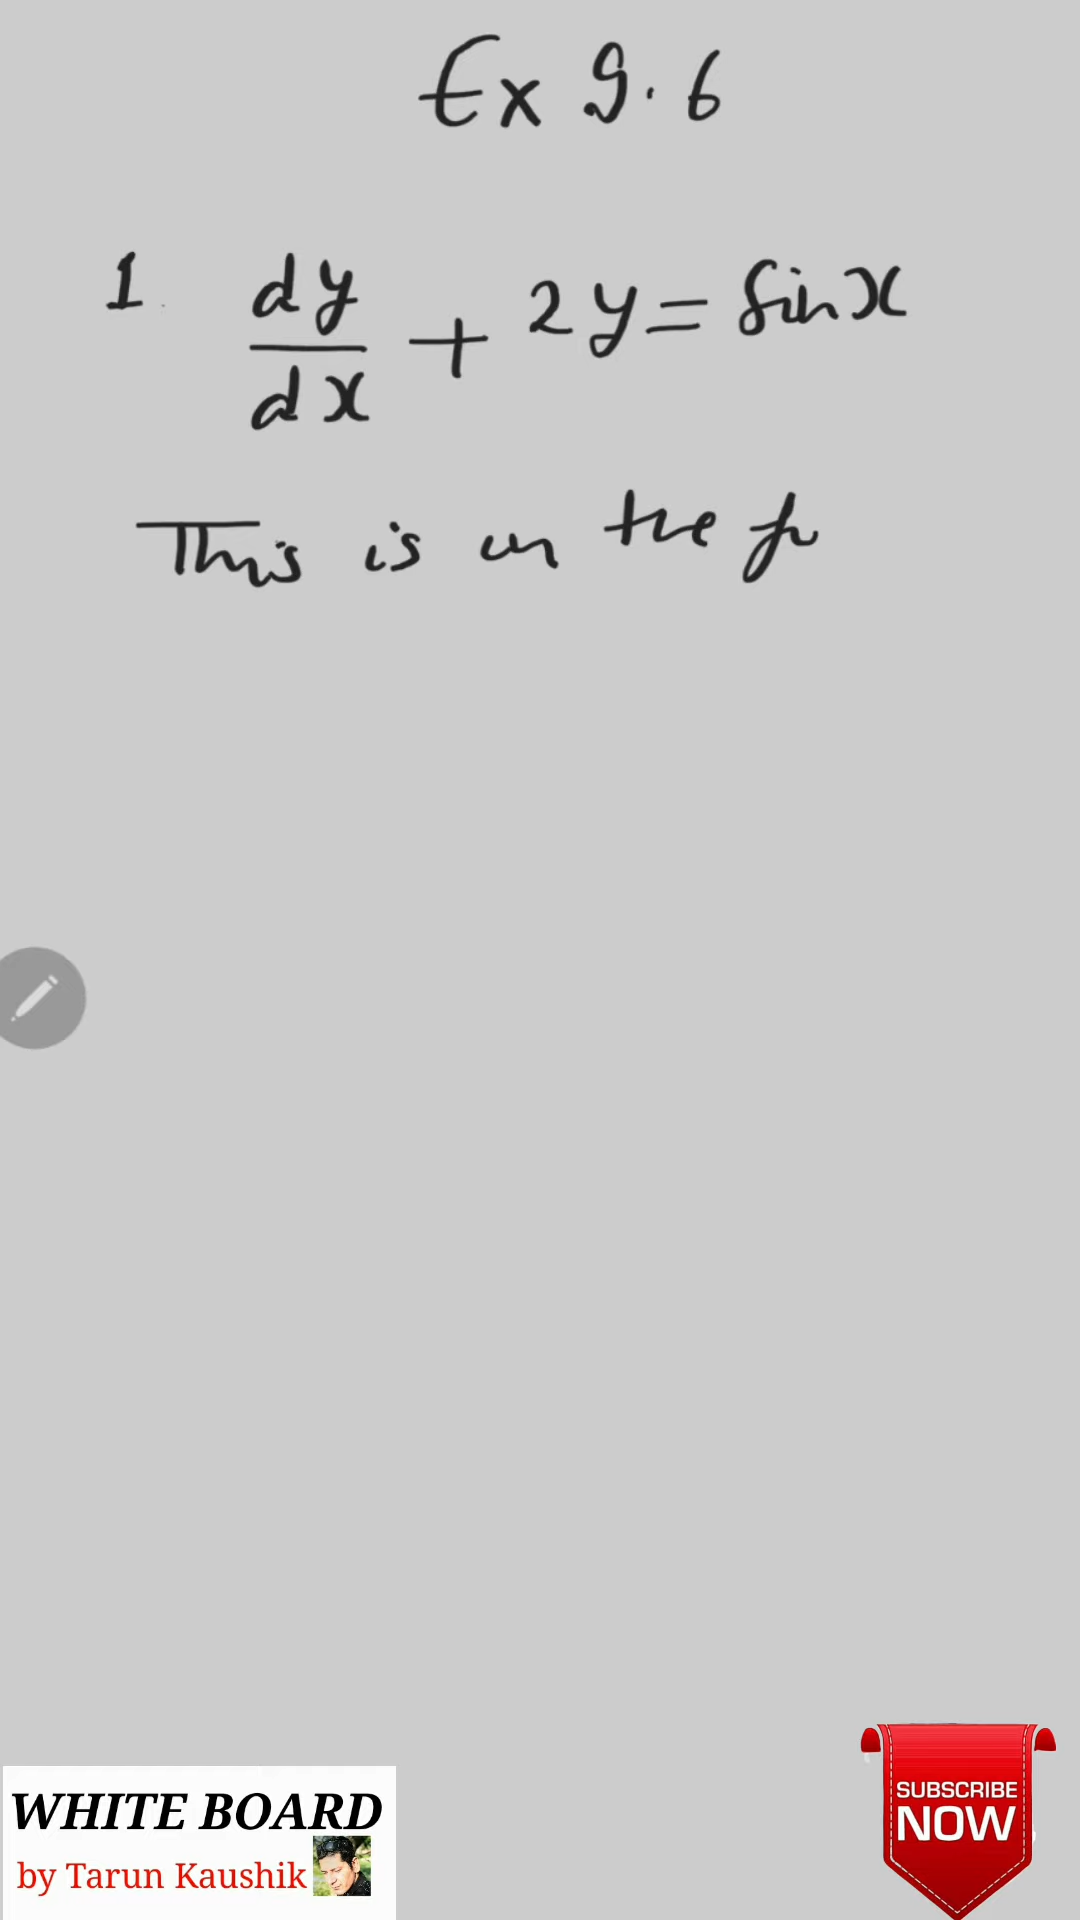 Ex 9.6
1. dy/dx + 2y = sinx
This is in the fo
WHITE BOARD
by Tarun Kaushik
SUBSCRIBE
NOW